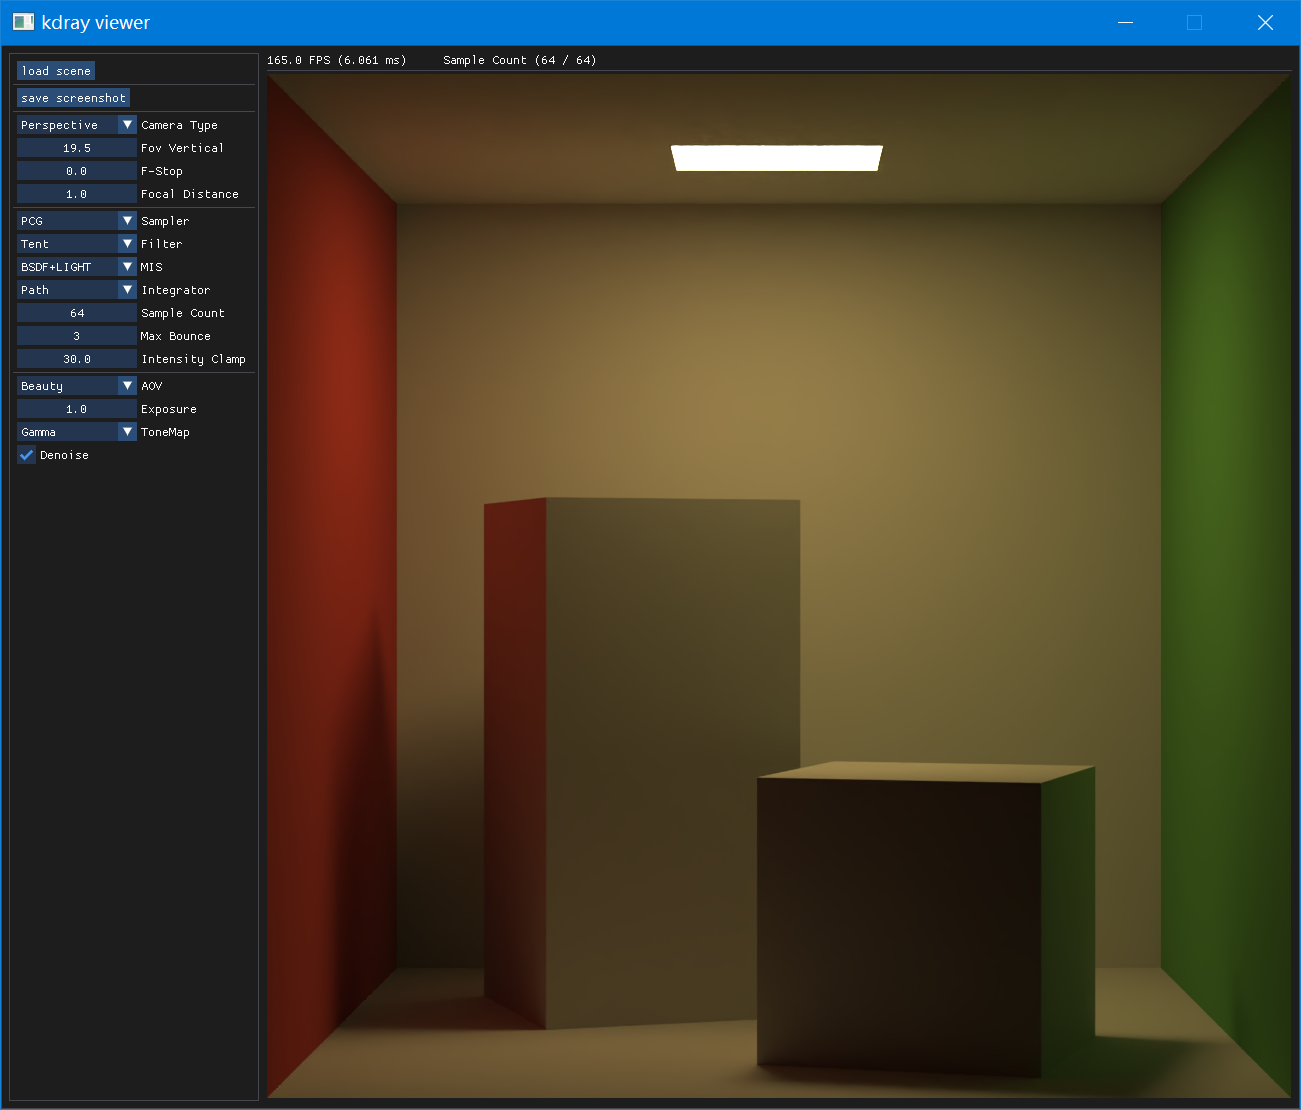 kdray viewer
165.0 FPS (6.061 ms) Sample Count (64 / 64)
load scene
save screenshot
Perspective Camera Type
19.5 Fov Vertical
0.0 F-Stop
1.0 Focal Distance
PCG Sampler
Tent Filter
BSDF+LIGHT MIS
Path Integrator
64 Sample Count
3 Max Bounce
30.0 Intensity Clamp
Beauty AOV
1.0 Exposure
Gamma ToneMap
Denoise